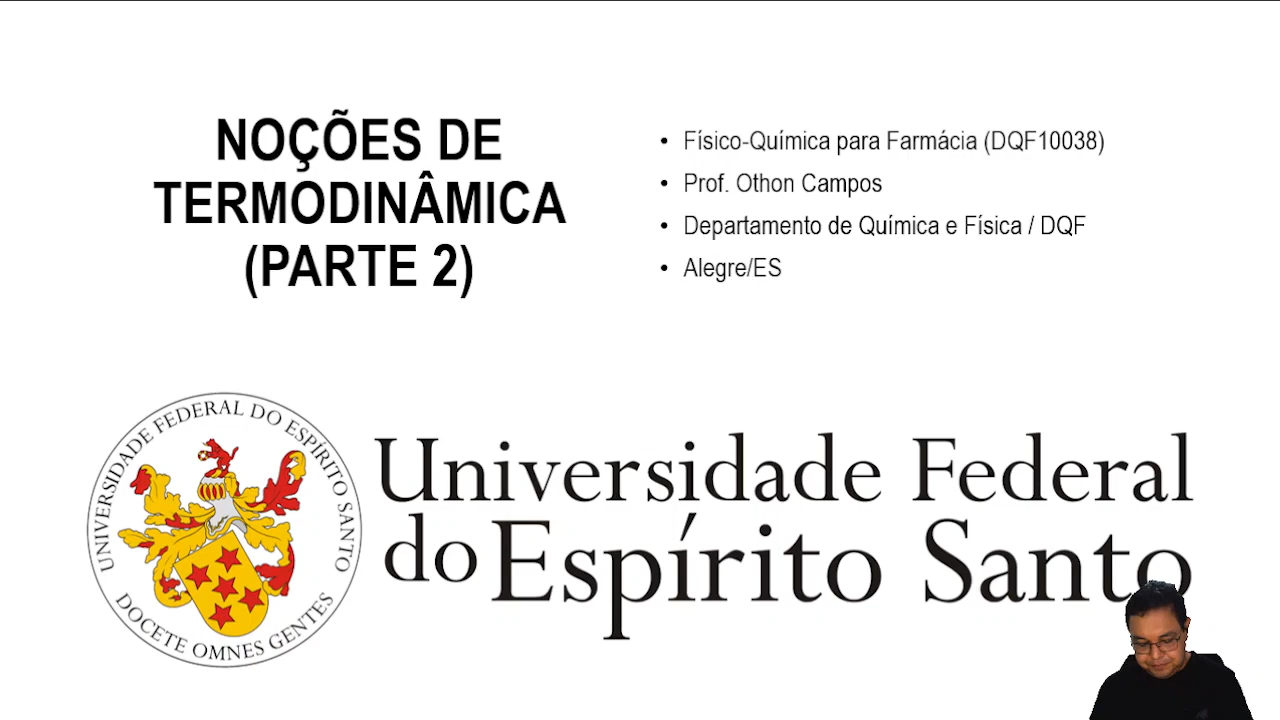 NOÇÕES DE
TERMODINÂMICA
(PARTE 2)
• Físico-Química para Farmácia (DQF10038)
• Prof. Othon Campos
• Departamento de Química e Física / DQF
• Alegre/ES
UNIVERSIDADE FEDERAL DO ESPÍRITO SANTO
DOCETE OMNES GENTES
Universidade Federal
do Espírito Santo